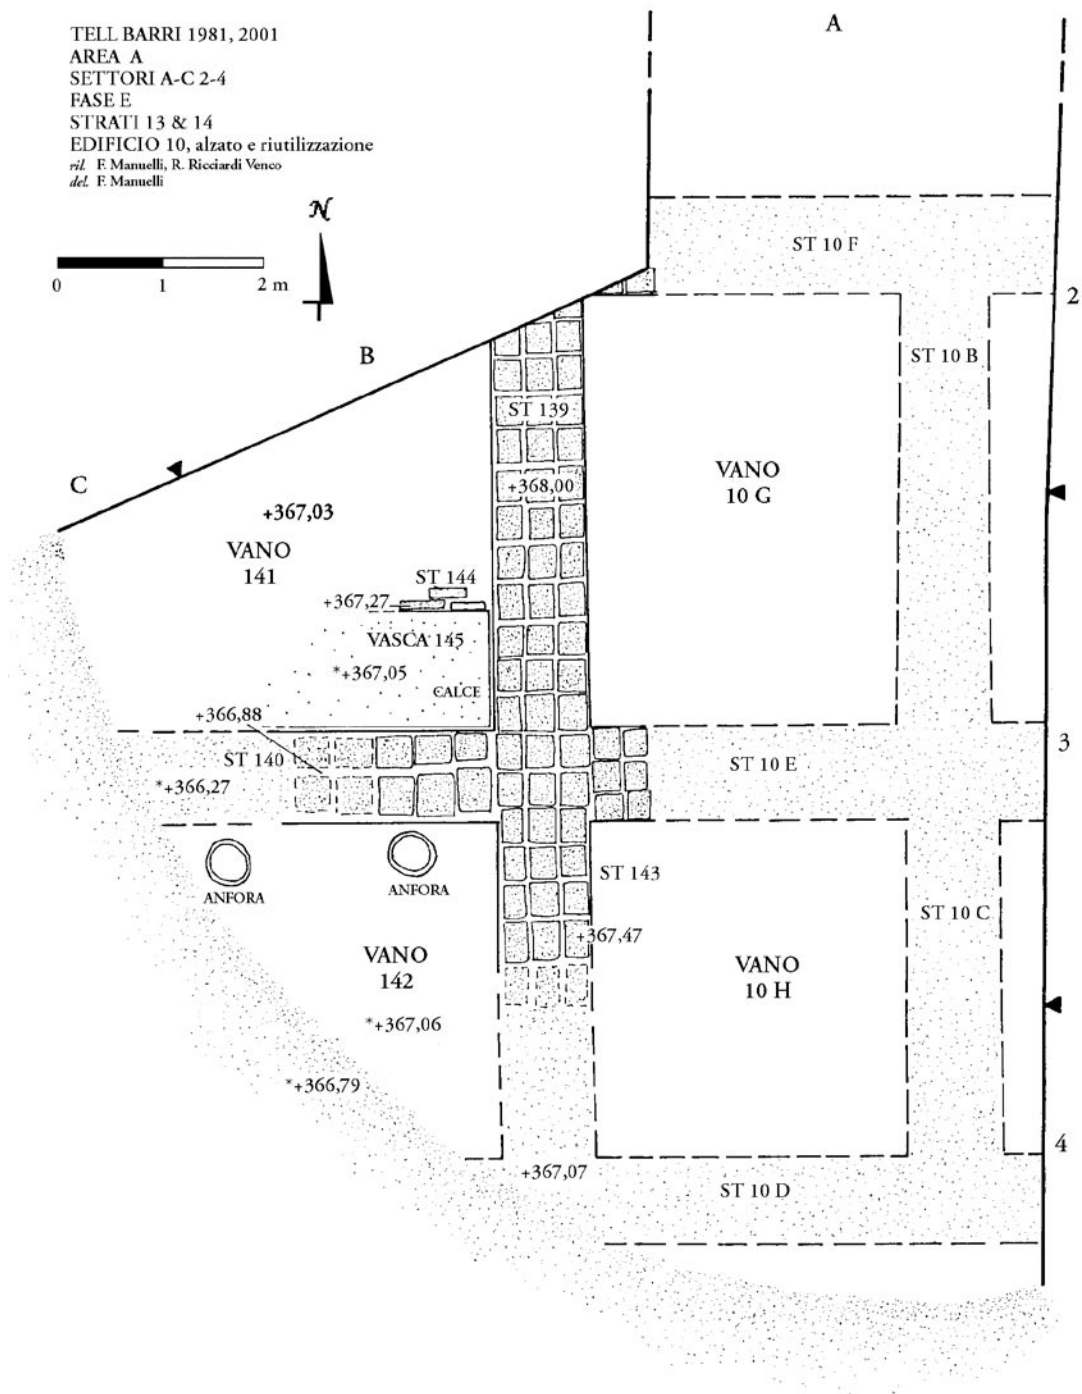 TELL BARRI 1981, 2001
AREA A
SETTORI A-C 2-4
FASE E
STRATI 13 & 14
EDIFICIO 10, alzato e riutilizzazione
ril. F. Manuelli, R. Ricciardi Venco
del. F. Manuelli
N
0 1 2 m
A
ST 10 F
2
B
ST 10 B
ST 139
C
VANO
10 G
+368,00
+367,03
VANO
141
ST 144
+367,27
VASCA 145
*+367,05
CALCE
+366,88
3
ST 140
ST 10 E
*+366,27
ANFORA
ANFORA
ST 143
ST 10 C
+367,47
VANO
142
VANO
10 H
*+367,06
*+366,79
4
+367,07
ST 10 D